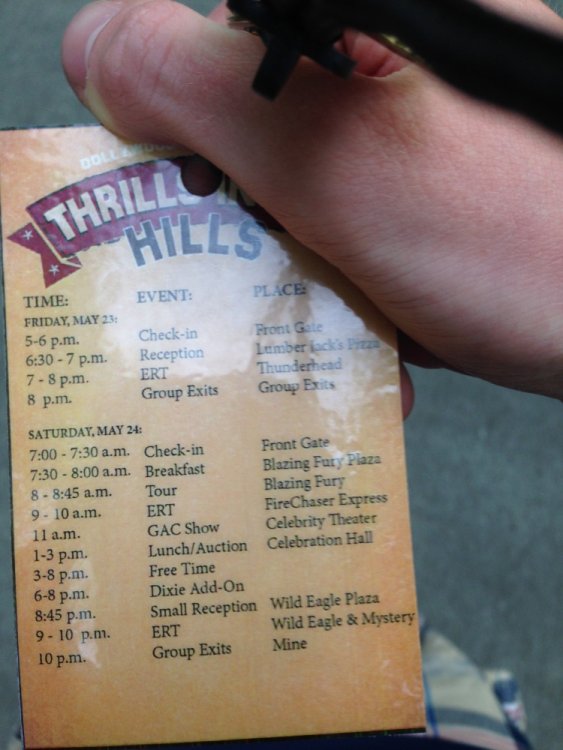 DOLLYWOOD
THRILLS IN
HILLS
TIME: EVENT: PLACE:
FRIDAY, MAY 23:
5-6 p.m. Check-in Front Gate
6:30 - 7 p.m. Reception Lumber Jack's Pizza
7 - 8 p.m. ERT Thunderhead
8 p.m. Group Exits Group Exits
SATURDAY, MAY 24:
7:00 - 7:30 a.m. Check-in Front Gate
7:30 - 8:00 a.m. Breakfast Blazing Fury Plaza
8 - 8:45 a.m. Tour Blazing Fury
9 - 10 a.m. ERT FireChaser Express
11 a.m. GAC Show Celebrity Theater
1-3 p.m. Lunch/Auction Celebration Hall
3-8 p.m. Free Time
6-8 p.m. Dixie Add-On
8:45 p.m. Small Reception Wild Eagle Plaza
9 - 10 p.m. ERT Wild Eagle & Mystery
10 p.m. Group Exits Mine